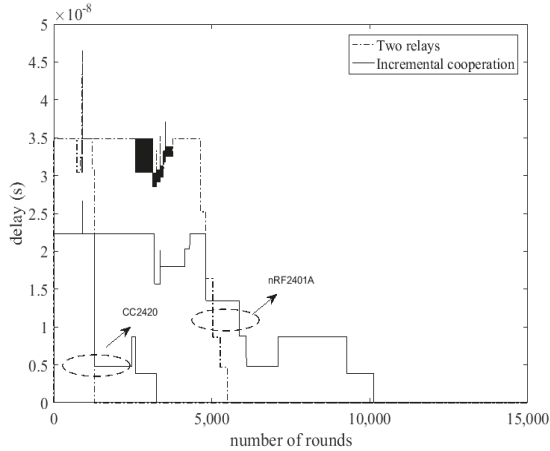 ×10⁻⁸
5
4.5
4
3.5
3
2.5
2
1.5
1
0.5
0
delay (s)
Two relays
Incremental cooperation
CC2420
nRF2401A
0 5,000 10,000 15,000
number of rounds